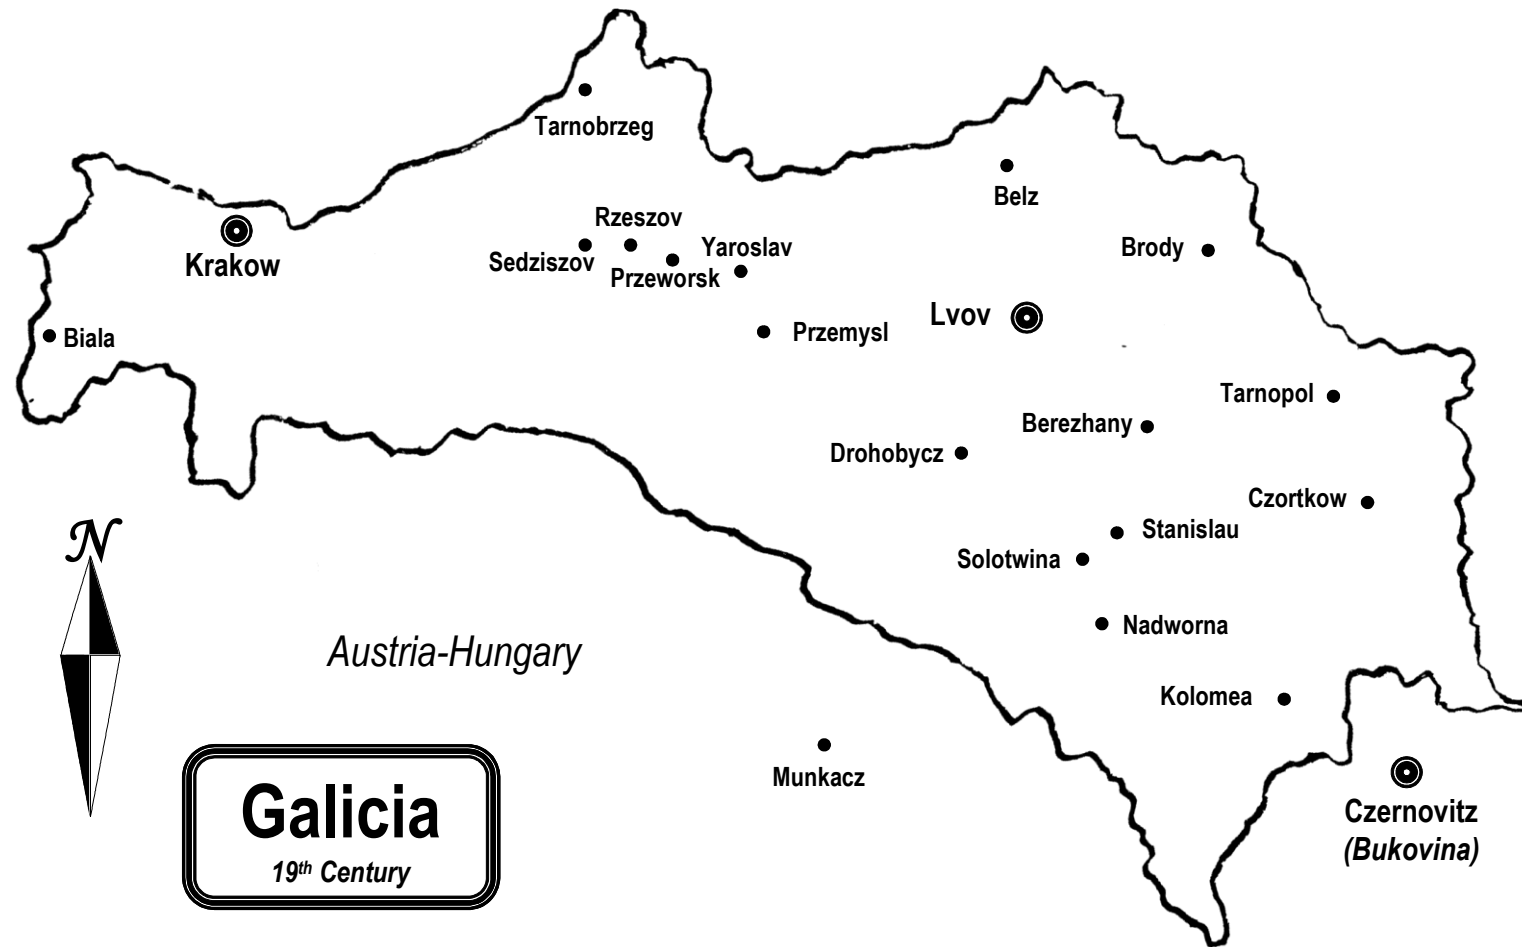 Tarnobrzeg
Belz
Rzeszov
Yaroslav
Sedziszov
Przeworsk
Krakow
Brody
Lvov
Biala
Przemysl
Tarnopol
Berezhany
Drohobycz
Czortkow
Stanislau
Solotwina
N
Nadworna
Austria-Hungary
Kolomea
Munkacz
Galicia
19th Century
Czernovitz
(Bukovina)